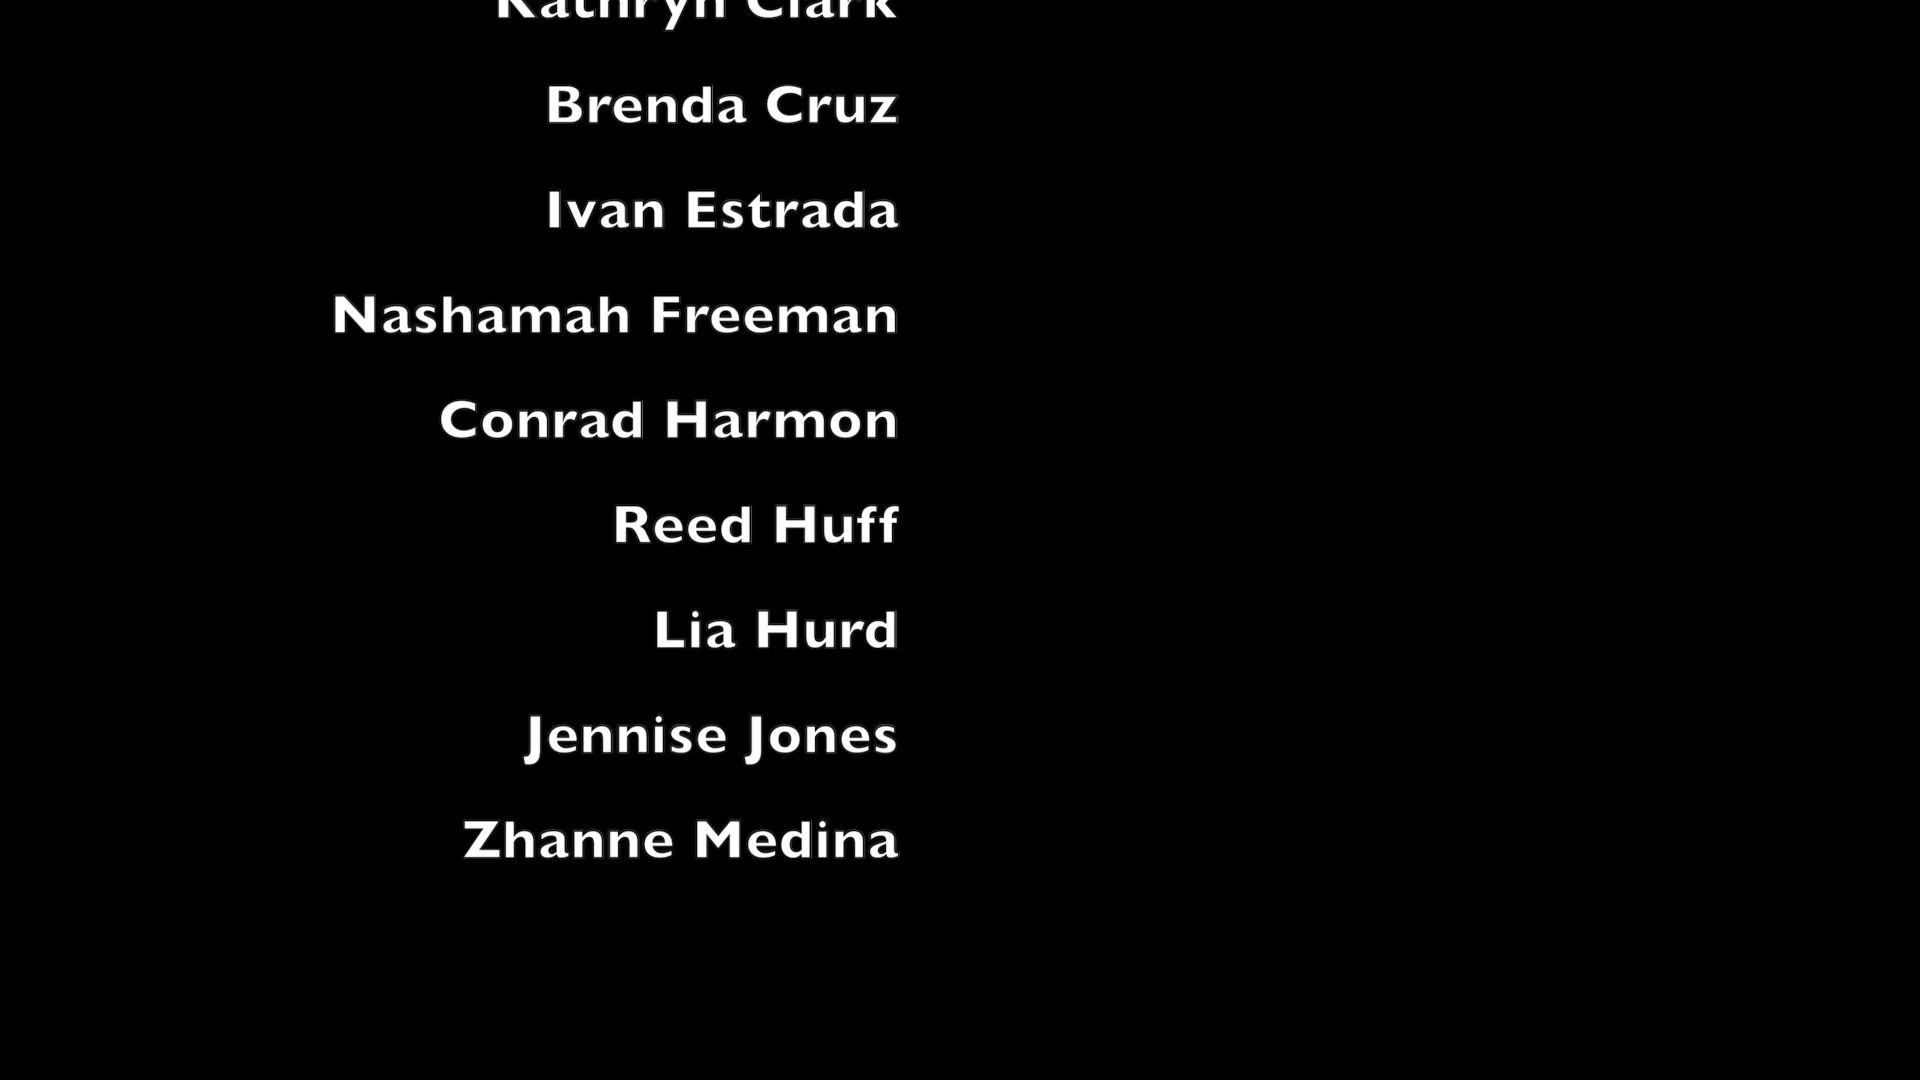 Kathryn Clark
Brenda Cruz
Ivan Estrada
Nashamah Freeman
Conrad Harmon
Reed Huff
Lia Hurd
Jennise Jones
Zhanne Medina